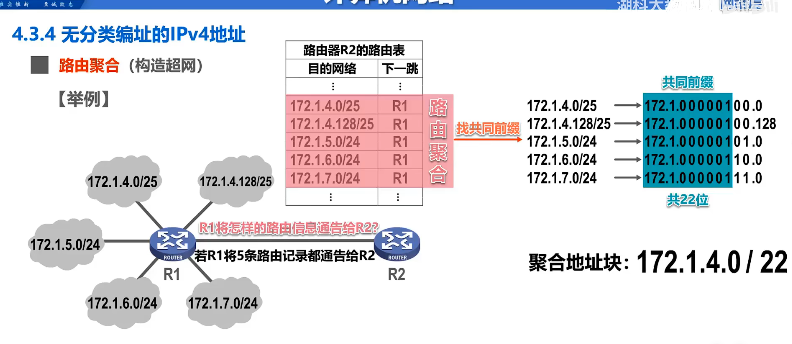 4.3.4 无分类编址的IPv4地址
路由聚合（构造超网）
【举例】
路由器R2的路由表
目的网络 下一跳
⋮ ⋮
172.1.4.0/25 R1
172.1.4.128/25 R1
172.1.5.0/24 R1
172.1.6.0/24 R1
172.1.7.0/24 R1
⋮ ⋮
路由聚合
找共同前缀
共同前缀
172.1.4.0/25 172.1.00000100.0
172.1.4.128/25 172.1.00000100.128
172.1.5.0/24 172.1.00000101.0
172.1.6.0/24 172.1.00000110.0
172.1.7.0/24 172.1.00000111.0
共22位
172.1.4.0/25
172.1.4.128/25
172.1.5.0/24
172.1.6.0/24
172.1.7.0/24
R1将怎样的路由信息通告给R2?
若R1将5条路由记录都通告给R2
ROUTER
R1
ROUTER
R2
聚合地址块：172.1.4.0 / 22